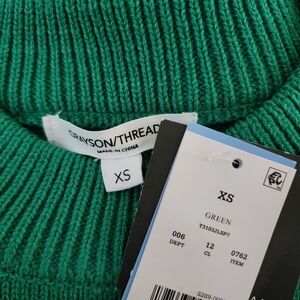 GRAYSON/THREADS
MADE IN CHINA
XS
XS
GREEN
006
12
0762
DEPT
CL
ITEM